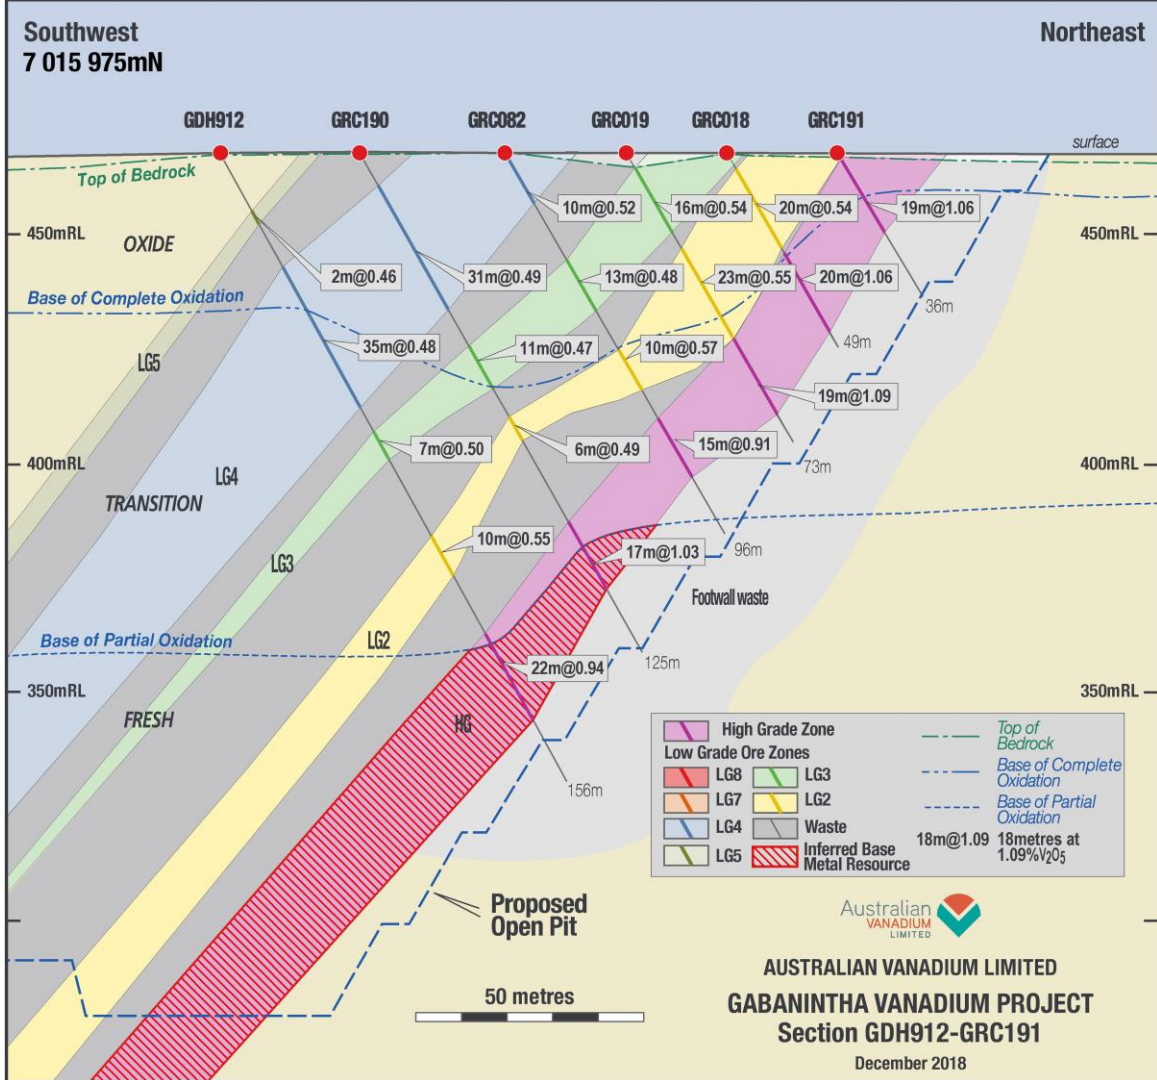 Southwest
7 015 975mN
Northeast
GDH912
GRC190
GRC082
GRC019
GRC018
GRC191
surface
Top of Bedrock
10m@0.52
16m@0.54
20m@0.54
19m@1.06
450mRL
OXIDE
450mRL
2m@0.46
31m@0.49
13m@0.48
23m@0.55
20m@1.06
Base of Complete Oxidation
36m
35m@0.48
11m@0.47
10m@0.57
49m
LG5
19m@1.09
7m@0.50
6m@0.49
15m@0.91
400mRL
73m
400mRL
LG4
TRANSITION
10m@0.55
17m@1.03
96m
LG3
Footwall waste
Base of Partial Oxidation
LG2
125m
22m@0.94
350mRL
350mRL
FRESH
HG
156m
High Grade Zone
Low Grade Ore Zones
LG8
LG3
LG7
LG2
LG4
Waste
LG5
Inferred Base
Metal Resource
Top of
Bedrock
Base of Complete
Oxidation
Base of Partial
Oxidation
18m@1.09
18metres at
1.09%V₂O₅
Proposed
Open Pit
Australian
VANADIUM
LIMITED
50 metres
AUSTRALIAN VANADIUM LIMITED
GABANINTHA VANADIUM PROJECT
Section GDH912-GRC191
December 2018